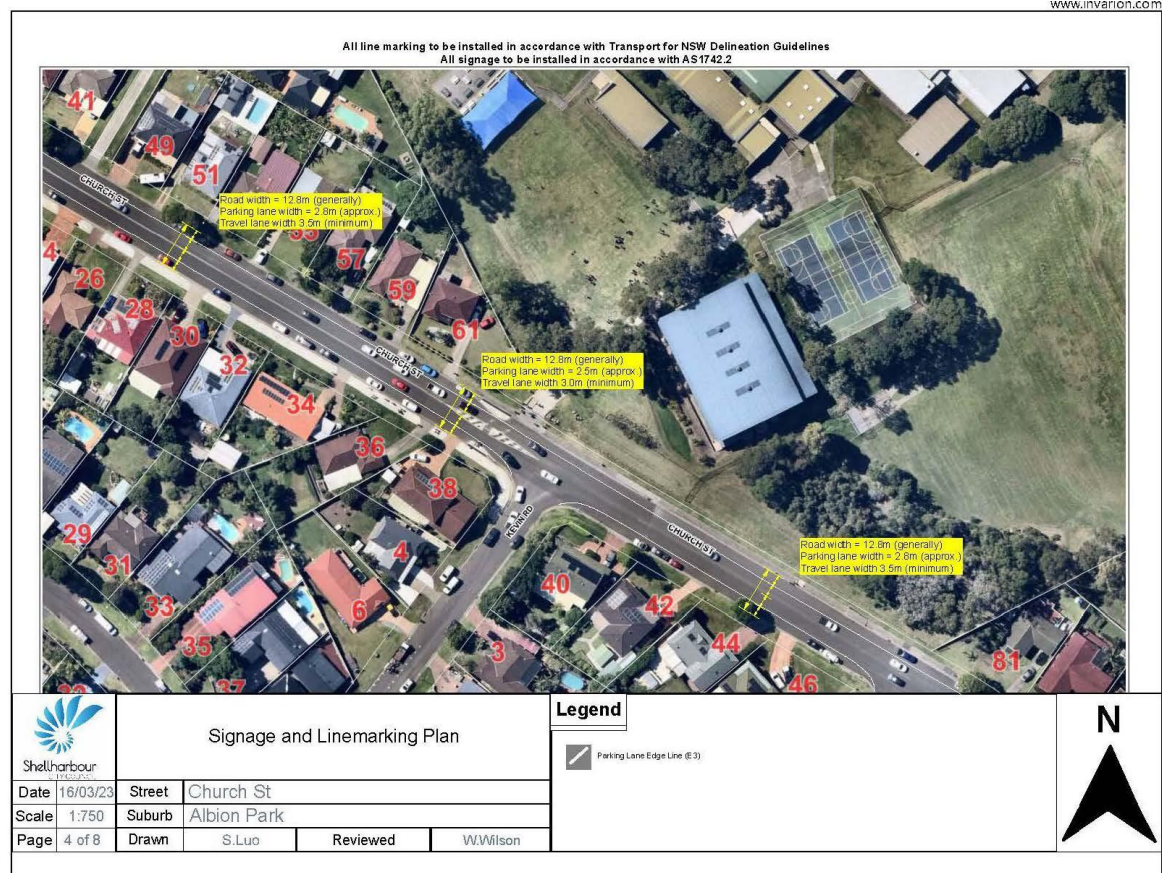 www.invarion.com
All line marking to be installed in accordance with Transport for NSW Delineation Guidelines
All signage to be installed in accordance with AS1742.2
41
49
51
CHURCH ST
Road width = 12.8m (generally)
Parking lane width = 2.8m (approx.)
Travel lane width 3.5m (minimum)
57
4
26
59
28
30
61
32
CHURCH ST
Road width = 12.8m (generally)
Parking lane width = 2.5m (approx.)
Travel lane width 3.0m (minimum)
34
36
38
29
KEVIN RD
CHURCH ST
4
Road width = 12.8m (generally)
Parking lane width = 2.8m (approx.)
Travel lane width 3.5m (minimum)
31
40
33
6
42
35
3
44
81
37
46
Shellharbour
CITY COUNCIL
Signage and Linemarking Plan
Legend
Parking Lane Edge Line (E3)
N
Date 16/03/23 Street Church St
Scale 1:750 Suburb Albion Park
Page 4 of 8 Drawn S.Luo Reviewed W.Wilson